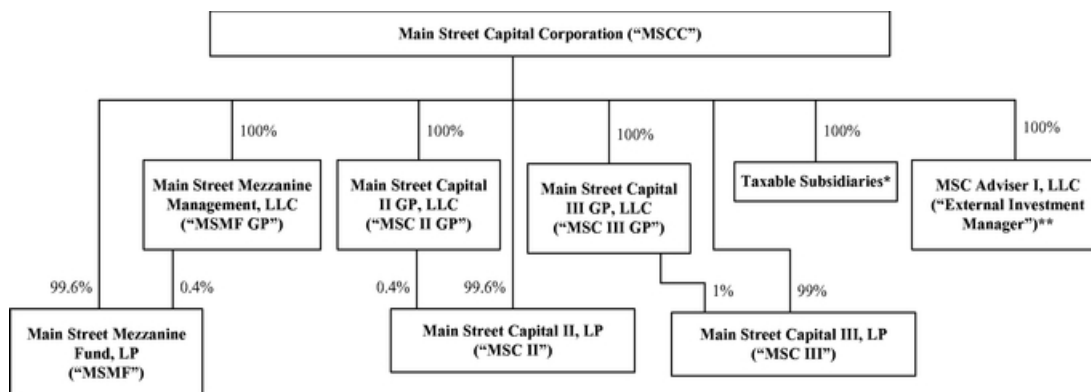 Main Street Capital Corporation (“MSCC”)
100%
100%
100%
100%
100%
Main Street Mezzanine
Management, LLC
(“MSMF GP”)
Main Street Capital
II GP, LLC
(“MSC II GP”)
Main Street Capital
III GP, LLC
(“MSC III GP”)
Taxable Subsidiaries*
MSC Adviser I, LLC
(“External Investment
Manager”)**
99.6%
0.4%
0.4%
99.6%
1%
99%
Main Street Mezzanine
Fund, LP
(“MSMF”)
Main Street Capital II, LP
(“MSC II”)
Main Street Capital III, LP
(“MSC III”)